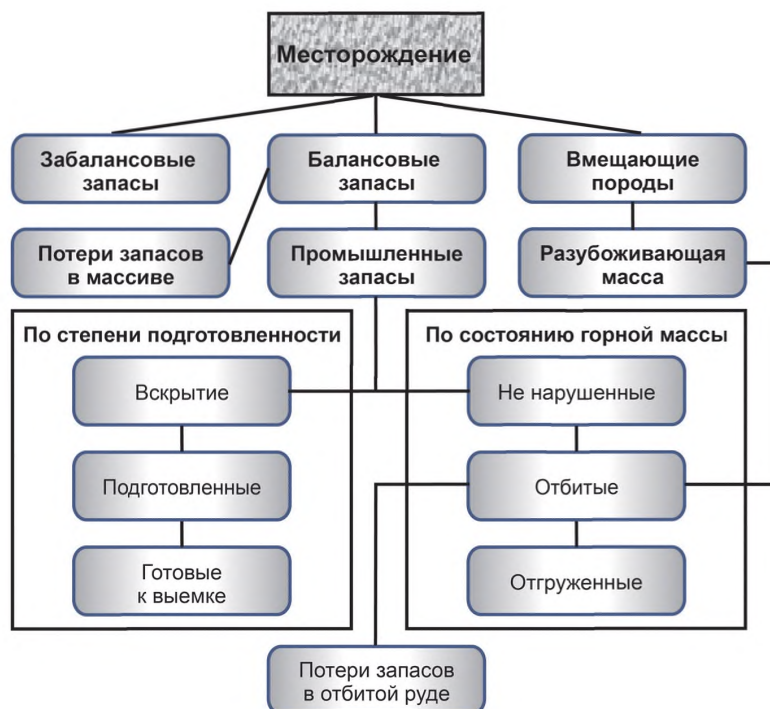 Месторождение
Забалансовые
запасы
Балансовые
запасы
Вмещающие
породы
Потери запасов
в массиве
Промышленные
запасы
Разубоживающая
масса
По степени подготовленности
Вскрытие
Подготовленные
Готовые
к выемке
По состоянию горной массы
Не нарушенные
Отбитые
Отгруженные
Потери запасов
в отбитой руде